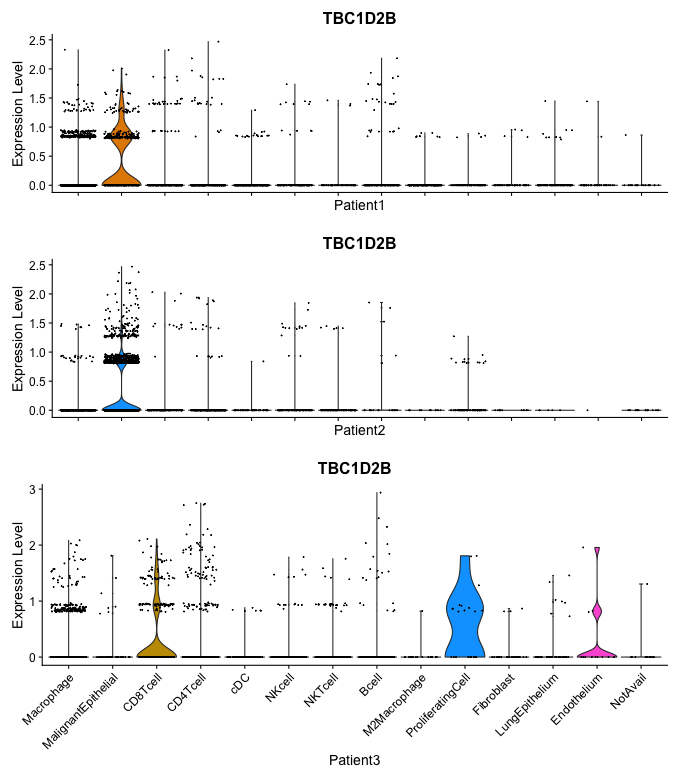 TBC1D2B
Expression Level
2.5
2.0
1.5
1.0
0.5
0.0
Patient1
TBC1D2B
Expression Level
2.5
2.0
1.5
1.0
0.5
0.0
Patient2
TBC1D2B
Expression Level
3
2
1
0
Macrophage
MalignantEpithelial
CD8Tcell
CD4Tcell
cDC
NKcell
NKTcell
Bcell
M2Macrophage
ProliferatingCell
Fibroblast
LungEpithelium
Endothelium
NotAvail
Patient3